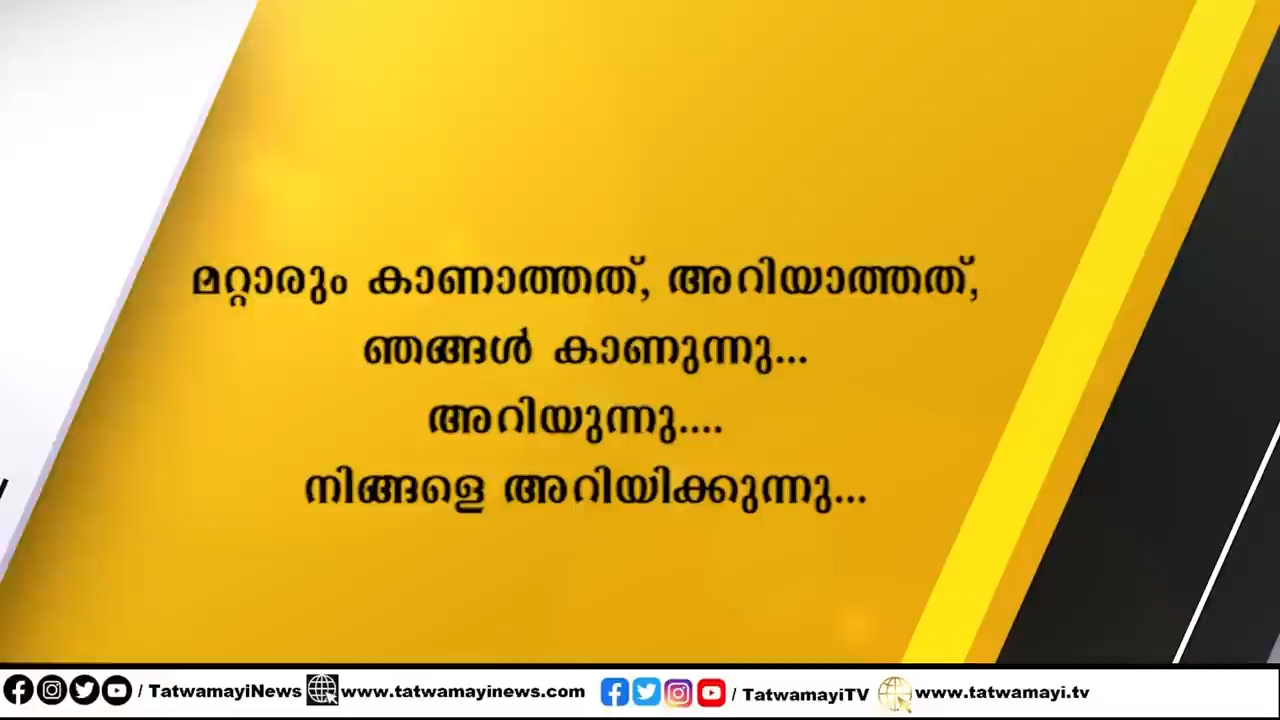 മറ്റാരും കാണാത്തത്, അറിയാത്തത്,
ഞങ്ങൾ കാണുന്നു...
അറിയുന്നു....
നിങ്ങളെ അറിയിക്കുന്നു...
/ TatwamayiNews www.tatwamayinews.com / TatwamayiTV www.tatwamayi.tv